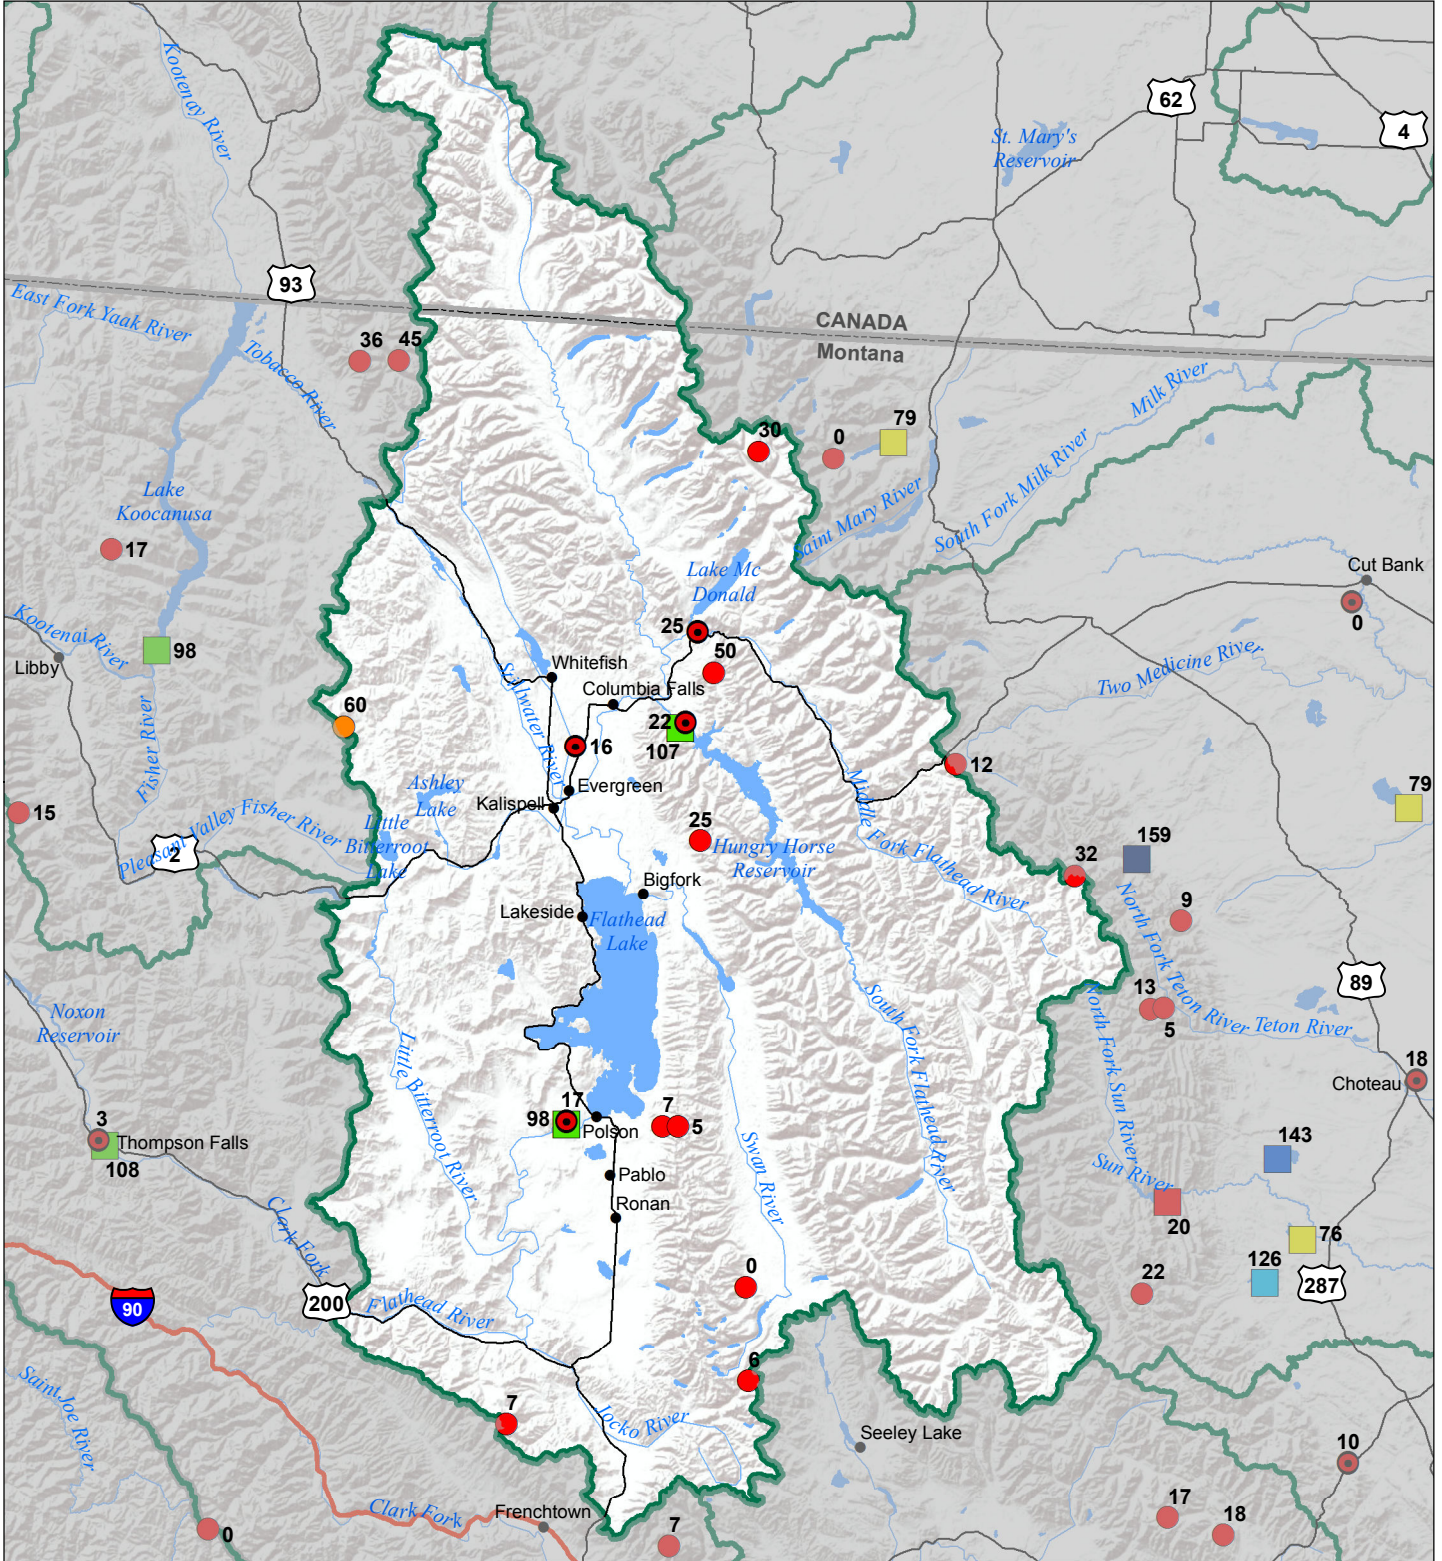 62
4
Kootenay River
St. Mary's
Reservoir
93
East Fork Yaak River
CANADA
Montana
36
45
Tobacco River
Milk River
30
0
79
Lake
Koocanusa
Saint Mary River
South Fork Milk River
17
Lake Mc
Donald
Cut Bank
0
Kootenai River
Libby
98
25
50
Whitefish
Columbia Falls
Stillwater River
Two Medicine River
60
Fisher River
22
107
16
12
Ashley
Lake
Evergreen
Kalispell
Middle Fork Flathead River
79
15
Pleasant Valley Fisher River
2
Little
Bitterroot
Lake
25
Hungry Horse
Reservoir
159
32
Bigfork
North Fork Teton River
9
Lakeside
Flathead
Lake
89
Noxon
Reservoir
South Fork Flathead River
North Fork Sun River
13
5
Teton River
Little Bitterroot River
18
Choteau
3
Thompson Falls
108
17
98
Polson
7
5
Swan River
143
Pablo
Sun River
20
Ronan
76
126
287
Clark Fork
0
22
90
200
Flathead River
Saint Joe River
6
7
Jocko River
Seeley Lake
10
Clark Fork
Frenchtown
17
18
0
7